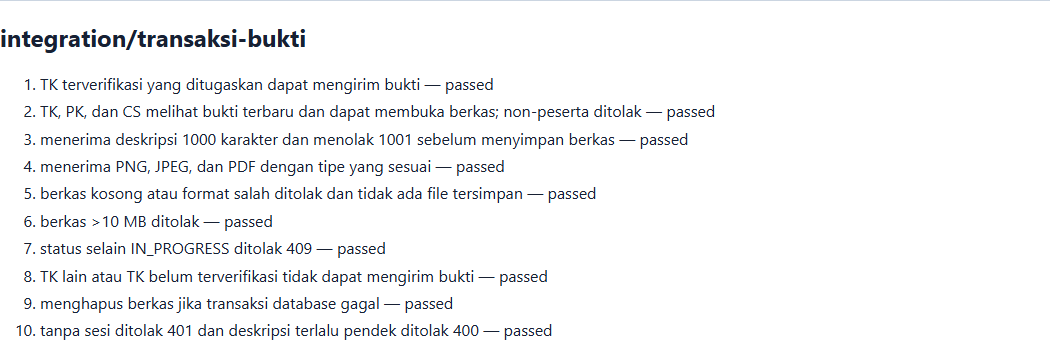 integration/transaksi-bukti
1. TK terverifikasi yang ditugaskan dapat mengirim bukti — passed
2. TK, PK, dan CS melihat bukti terbaru dan dapat membuka berkas; non-peserta ditolak — passed
3. menerima deskripsi 1000 karakter dan menolak 1001 sebelum menyimpan berkas — passed
4. menerima PNG, JPEG, dan PDF dengan tipe yang sesuai — passed
5. berkas kosong atau format salah ditolak dan tidak ada file tersimpan — passed
6. berkas >10 MB ditolak — passed
7. status selain IN_PROGRESS ditolak 409 — passed
8. TK lain atau TK belum terverifikasi tidak dapat mengirim bukti — passed
9. menghapus berkas jika transaksi database gagal — passed
10. tanpa sesi ditolak 401 dan deskripsi terlalu pendek ditolak 400 — passed